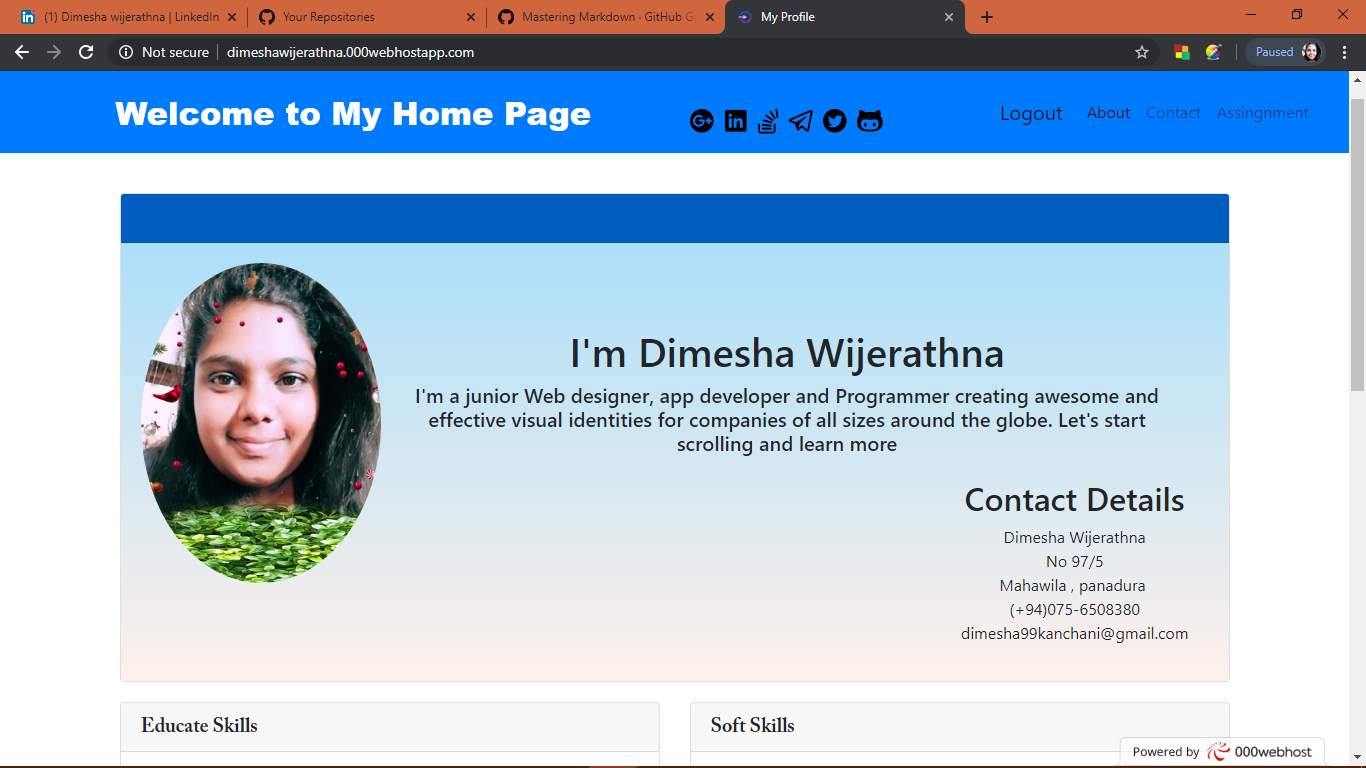 (1) Dimesha wijerathna | LinkedIn
Your Repositories
Mastering Markdown · GitHub G
My Profile
Not secure
dimeshawijerathna.000webhostapp.com
Paused
Welcome to My Home Page
Logout
About
Contact
Assingnment
I'm Dimesha Wijerathna
I'm a junior Web designer, app developer and Programmer creating awesome and
effective visual identities for companies of all sizes around the globe. Let's start
scrolling and learn more
Contact Details
Dimesha Wijerathna
No 97/5
Mahawila , panadura
(+94)075-6508380
dimesha99kanchani@gmail.com
Educate Skills
Soft Skills
Powered by 000webhost